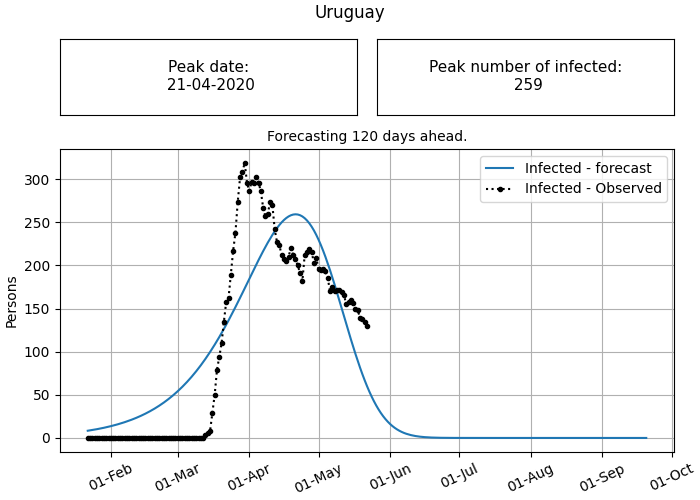 Uruguay
Peak date:
21-04-2020
Peak number of infected:
259
Forecasting 120 days ahead.
Infected - forecast
Infected - Observed
Persons
300
250
200
150
100
50
0
01-Feb
01-Mar
01-Apr
01-May
01-Jun
01-Jul
01-Aug
01-Sep
01-Oct